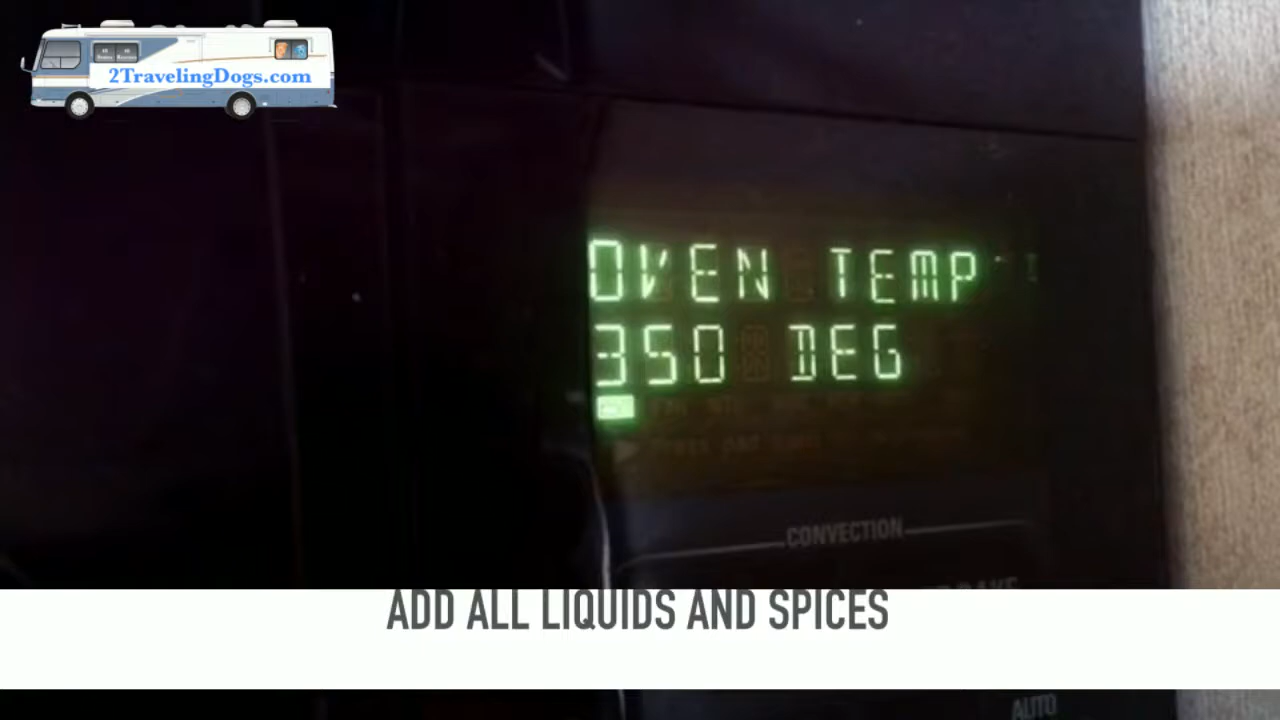 2TravelingDogs.com
OVEN TEMP
350 DEG
CONVECTION
ADD ALL LIQUIDS AND SPICES
AUTO